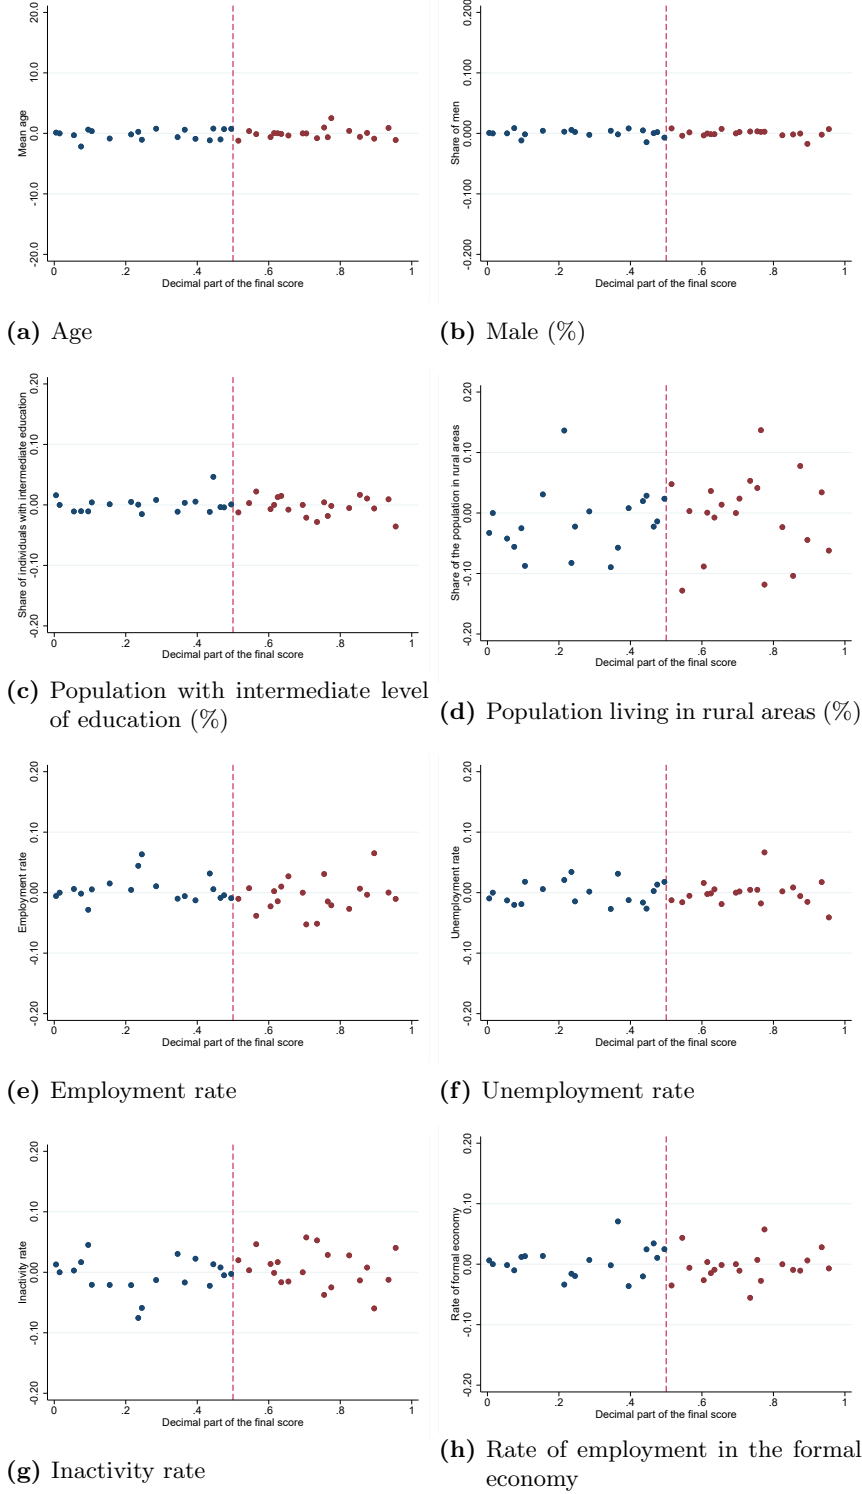 20.0
10.0
0.0
-10.0
-20.0
Mean age
0 .2 .4 .6 .8 1
Decimal part of the final score
(a) Age
0.200
0.100
0.000
-0.100
-0.200
Share of men
0 .2 .4 .6 .8 1
Decimal part of the final score
(b) Male (%)
0.20
0.10
0.00
-0.10
-0.20
Share of individuals with intermediate education
0 .2 .4 .6 .8 1
Decimal part of the final score
(c) Population with intermediate level
of education (%)
0.20
0.10
0.00
-0.10
-0.20
Share of the population in rural areas
0 .2 .4 .6 .8 1
Decimal part of the final score
(d) Population living in rural areas (%)
0.20
0.10
0.00
-0.10
-0.20
Employment rate
0 .2 .4 .6 .8 1
Decimal part of the final score
(e) Employment rate
0.20
0.10
0.00
-0.10
-0.20
Unemployment rate
0 .2 .4 .6 .8 1
Decimal part of the final score
(f) Unemployment rate
0.20
0.10
0.00
-0.10
-0.20
Inactivity rate
0 .2 .4 .6 .8 1
Decimal part of the final score
(g) Inactivity rate
0.20
0.10
0.00
-0.10
-0.20
Rate of formal economy
0 .2 .4 .6 .8 1
Decimal part of the final score
(h) Rate of employment in the formal
economy